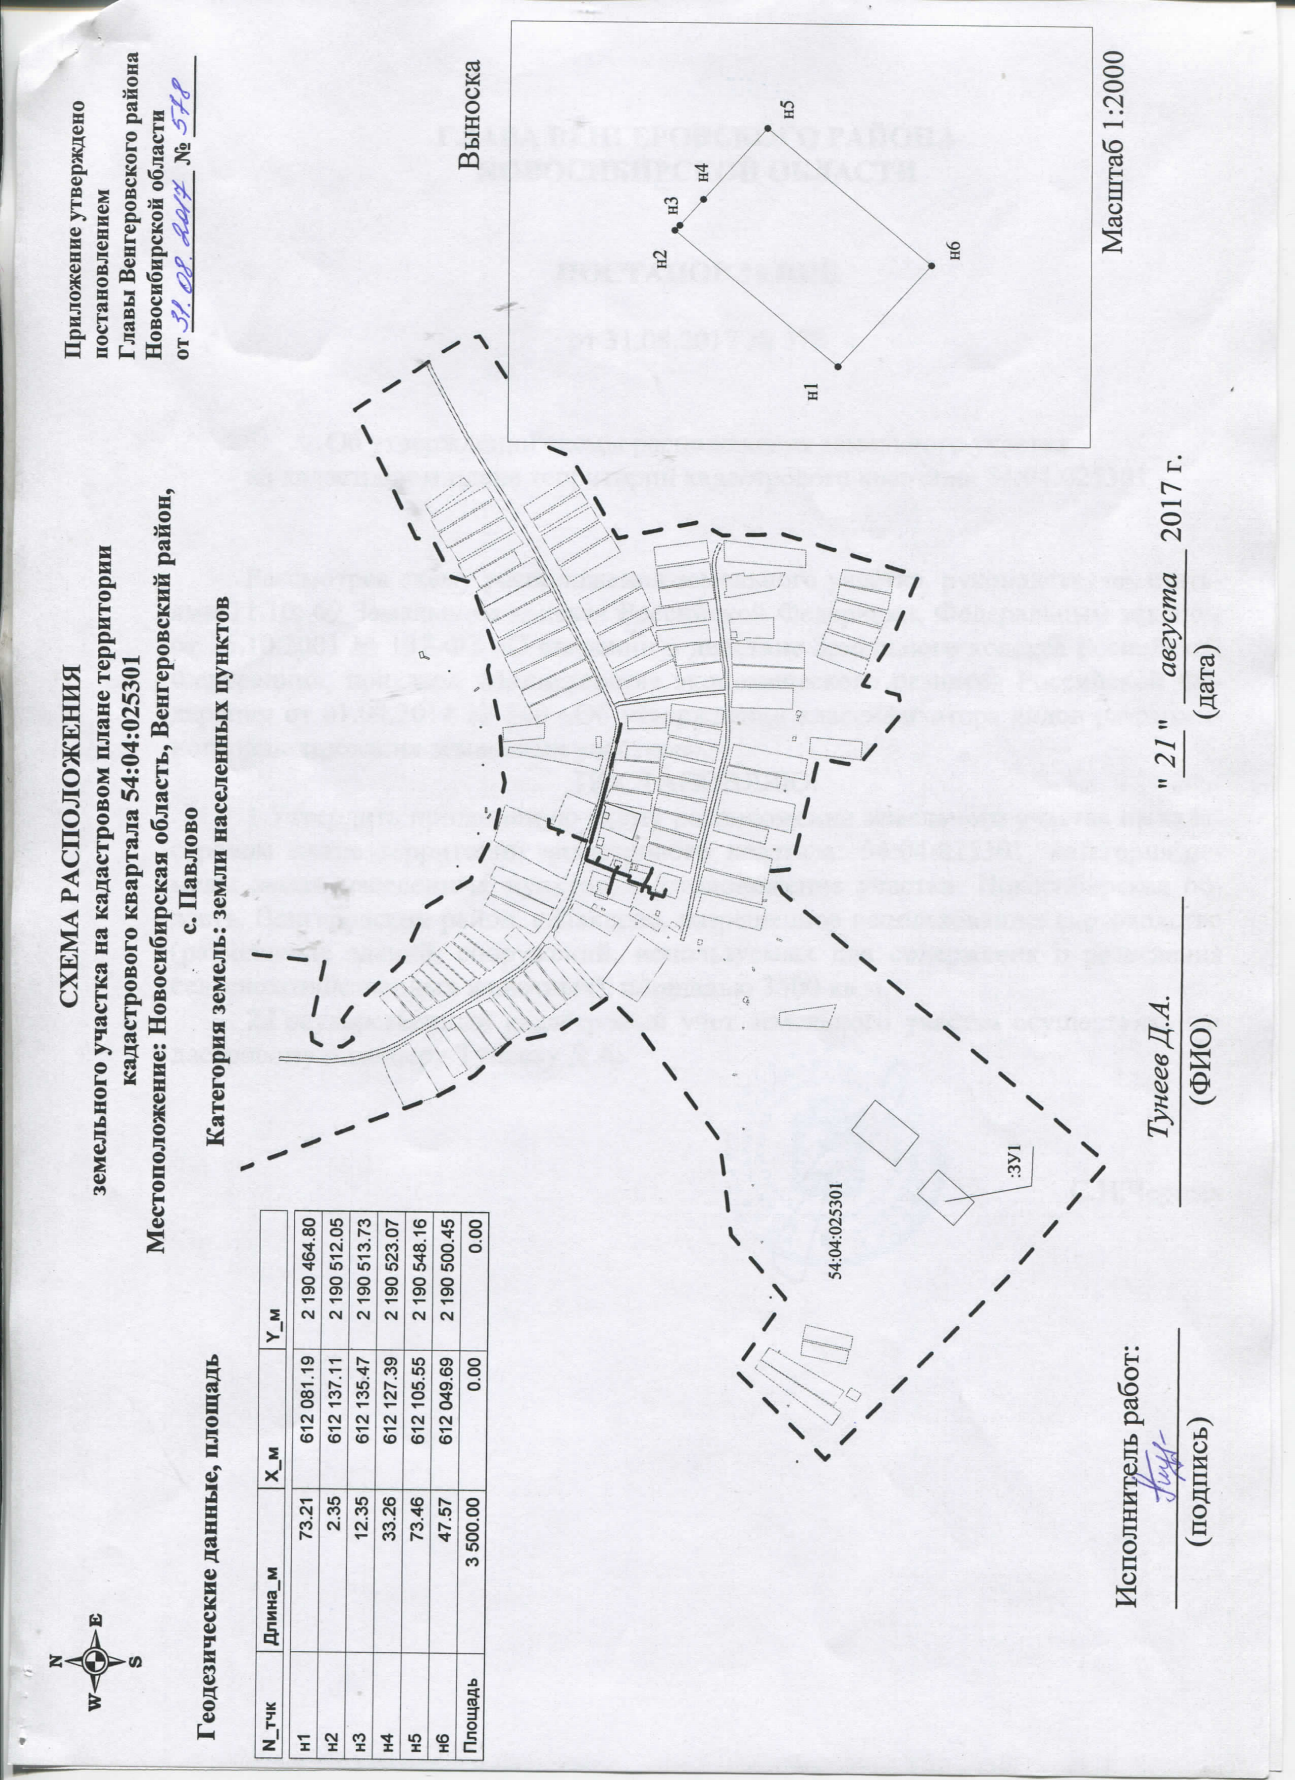 Приложение утверждено
постановлением
Главы Венгеровского района
Новосибирской области
от 31.08.2017 № 578
СХЕМА РАСПОЛОЖЕНИЯ
земельного участка на кадастровом плане территории
кадастрового квартала 54:04:025301
Местоположение: Новосибирская область, Венгеровский район,
с. Павлово
Категория земель: земли населенных пунктов
N
W E
S
Геодезические данные, площадь
N_тчк Длина_м X_м Y_м
н1 73.21 612 081.19 2 190 464.80
н2 2.35 612 137.11 2 190 512.05
н3 12.35 612 135.47 2 190 513.73
н4 33.26 612 127.39 2 190 523.07
н5 73.46 612 105.55 2 190 548.16
н6 47.57 612 049.69 2 190 500.45
Площадь 3 500.00 0.00 0.00
Выноска
н2
н3
н4
н5
н1
н6
Масштаб 1:2000
54:04:025301
:ЗУ1
Исполнитель работ:
(подпись)
Тунеев Д.А.
(ФИО)
" 21 " августа 2017 г.
(дата)